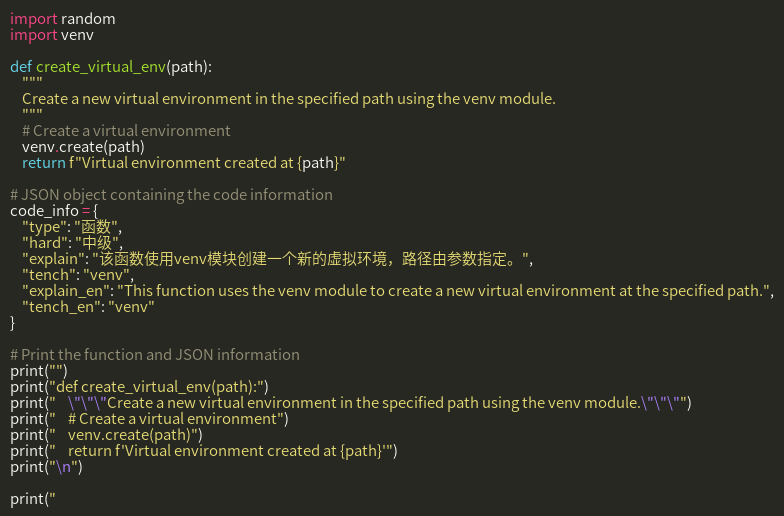 import random
import venv

def create_virtual_env(path):
    """
    Create a new virtual environment in the specified path using the venv module.
    """
    # Create a virtual environment
    venv.create(path)
    return f"Virtual environment created at {path}"

# JSON object containing the code information
code_info = {
    "type": "函数",
    "hard": "中级",
    "explain": "该函数使用venv模块创建一个新的虚拟环境，路径由参数指定。",
    "tench": "venv",
    "explain_en": "This function uses the venv module to create a new virtual environment at the specified path.",
    "tench_en": "venv"
}

# Print the function and JSON information
print("")
print("def create_virtual_env(path):")
print("    \"\"\"Create a new virtual environment in the specified path using the venv module.\"\"\"")
print("    # Create a virtual environment")
print("    venv.create(path)")
print("    return f'Virtual environment created at {path}'")
print("\n")

print("